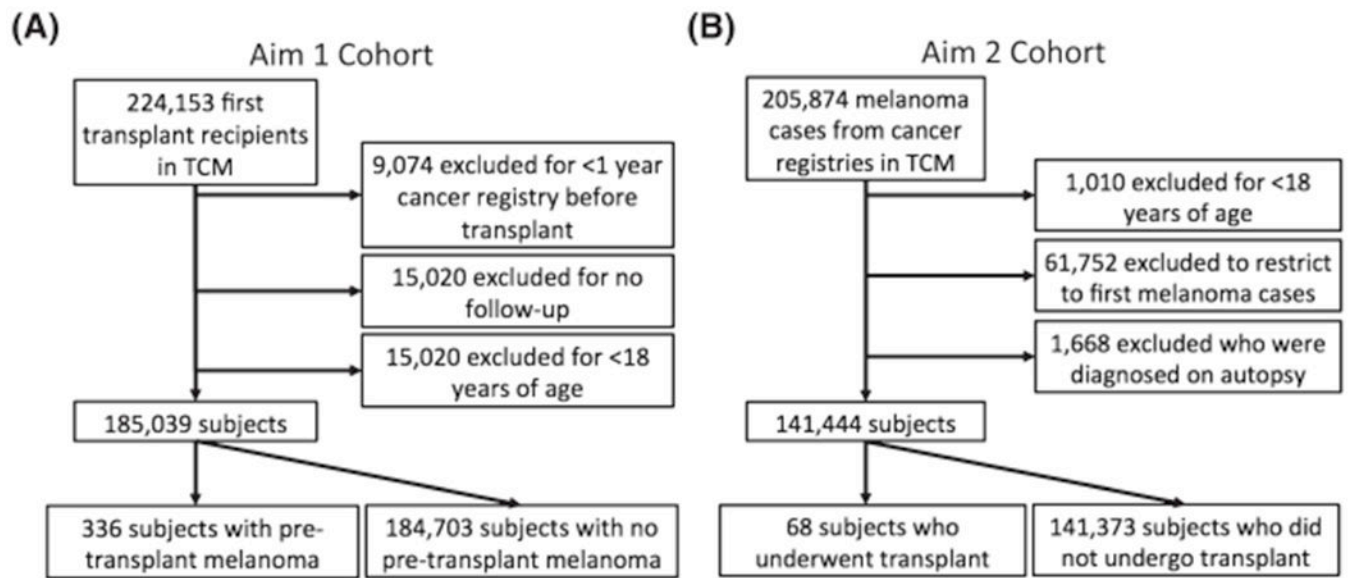 (A)
Aim 1 Cohort
224,153 first
transplant recipients
in TCM
9,074 excluded for <1 year
cancer registry before
transplant
15,020 excluded for no
follow-up
15,020 excluded for <18
years of age
185,039 subjects
336 subjects with pre-
transplant melanoma
184,703 subjects with no
pre-transplant melanoma
(B)
Aim 2 Cohort
205,874 melanoma
cases from cancer
registries in TCM
1,010 excluded for <18
years of age
61,752 excluded to restrict
to first melanoma cases
1,668 excluded who were
diagnosed on autopsy
141,444 subjects
68 subjects who
underwent transplant
141,373 subjects who did
not undergo transplant